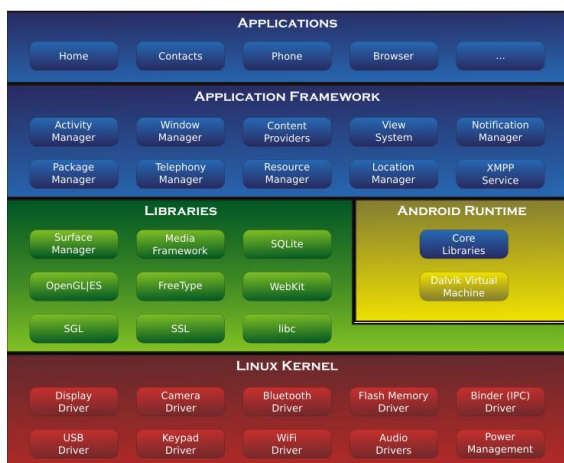 APPLICATIONS
Home
Contacts
Phone
Browser
...
APPLICATION FRAMEWORK
Activity
Manager
Window
Manager
Content
Providers
View
System
Notification
Manager
Package
Manager
Telephony
Manager
Resource
Manager
Location
Manager
XMPP
Service
LIBRARIES
Surface
Manager
Media
Framework
SQLite
OpenGL|ES
FreeType
WebKit
SGL
SSL
libc
ANDROID RUNTIME
Core
Libraries
Dalvik Virtual
Machine
LINUX KERNEL
Display
Driver
Camera
Driver
Bluetooth
Driver
Flash Memory
Driver
Binder (IPC)
Driver
USB
Driver
Keypad
Driver
WiFi
Driver
Audio
Drivers
Power
Management